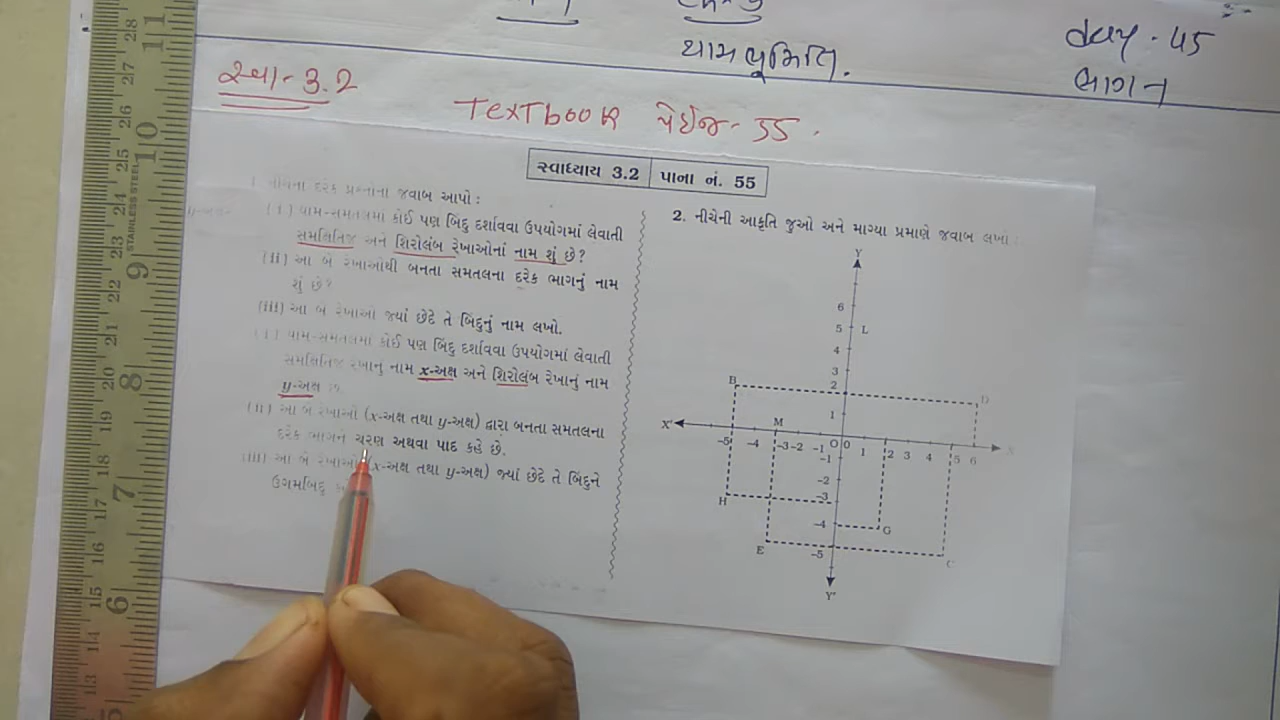 યામભૂમિતિ.
day - 45
ભાગ-1
સ્વા-3.2
TexTbook પેઈજ - 55.
સ્વાધ્યાય 3.2 પાના નં. 55
નીચેના દરેક પ્રશ્નોના જવાબ આપો :
(i) યામ-સમતલમાં કોઈ પણ બિંદુ દર્શાવવા ઉપયોગમાં લેવાતી
સમક્ષિતિજ અને શિરોલંબ રેખાઓનાં નામ શું છે?
(ii) આ બે રેખાઓથી બનતા સમતલના દરેક ભાગનું નામ
શું છે?
(iii) આ બે રેખાઓ જ્યાં છેદે તે બિંદુનું નામ લખો.
(i) યામ-સમતલમાં કોઈ પણ બિંદુ દર્શાવવા ઉપયોગમાં લેવાતી
સમક્ષિતિજ રેખાનું નામ x-અક્ષ અને શિરોલંબ રેખાનું નામ
y-અક્ષ છે.
(ii) આ બે રેખાઓ (x-અક્ષ તથા y-અક્ષ) દ્વારા બનતા સમતલના
દરેક ભાગને ચરણ અથવા પાદ કહે છે.
(iii) આ બે રેખાઓ (x-અક્ષ તથા y-અક્ષ) જ્યાં છેદે તે બિંદુને
ઉગમબિંદુ
2. નીચેની આકૃતિ જુઓ અને માગ્યા પ્રમાણે જવાબ લખો :
Y
6
5 L
4
3
B 2 D
1
X' M X
-5 -4 -3 -2 -1 O 0 1 2 3 4 5 6
-1
-2
H -3
-4 G
E -5 C
Y'